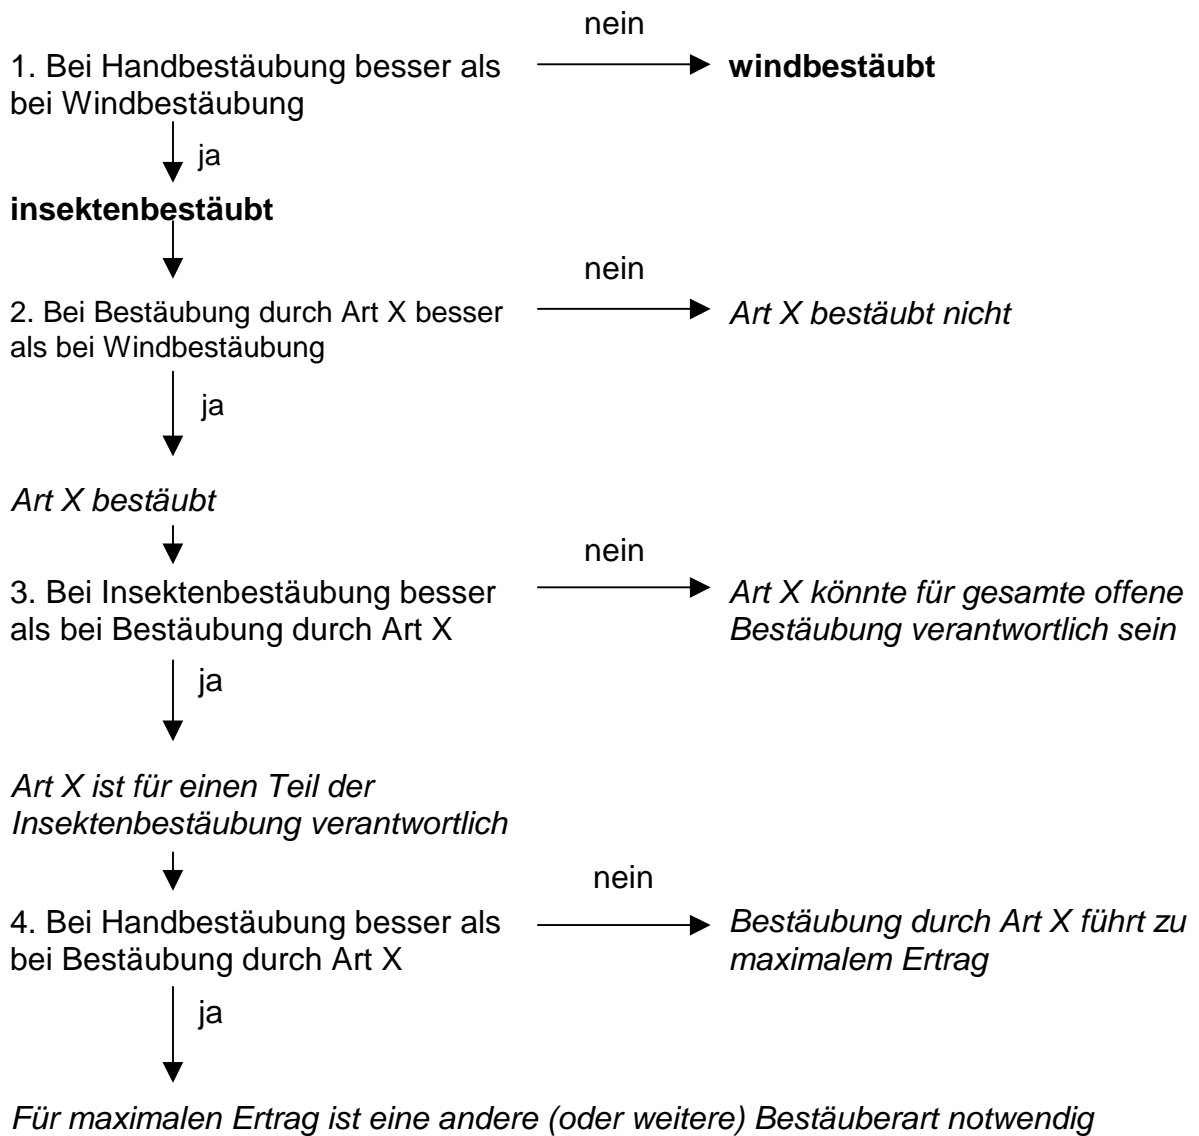 nein
1. Bei Handbestäubung besser als
bei Windbestäubung
windbestäubt
ja
insektenbestäubt
nein
2. Bei Bestäubung durch Art X besser
als bei Windbestäubung
Art X bestäubt nicht
ja
Art X bestäubt
nein
3. Bei Insektenbestäubung besser
als bei Bestäubung durch Art X
Art X könnte für gesamte offene
Bestäubung verantwortlich sein
ja
Art X ist für einen Teil der
Insektenbestäubung verantwortlich
nein
4. Bei Handbestäubung besser als
bei Bestäubung durch Art X
Bestäubung durch Art X führt zu
maximalem Ertrag
ja
Für maximalen Ertrag ist eine andere (oder weitere) Bestäuberart notwendig